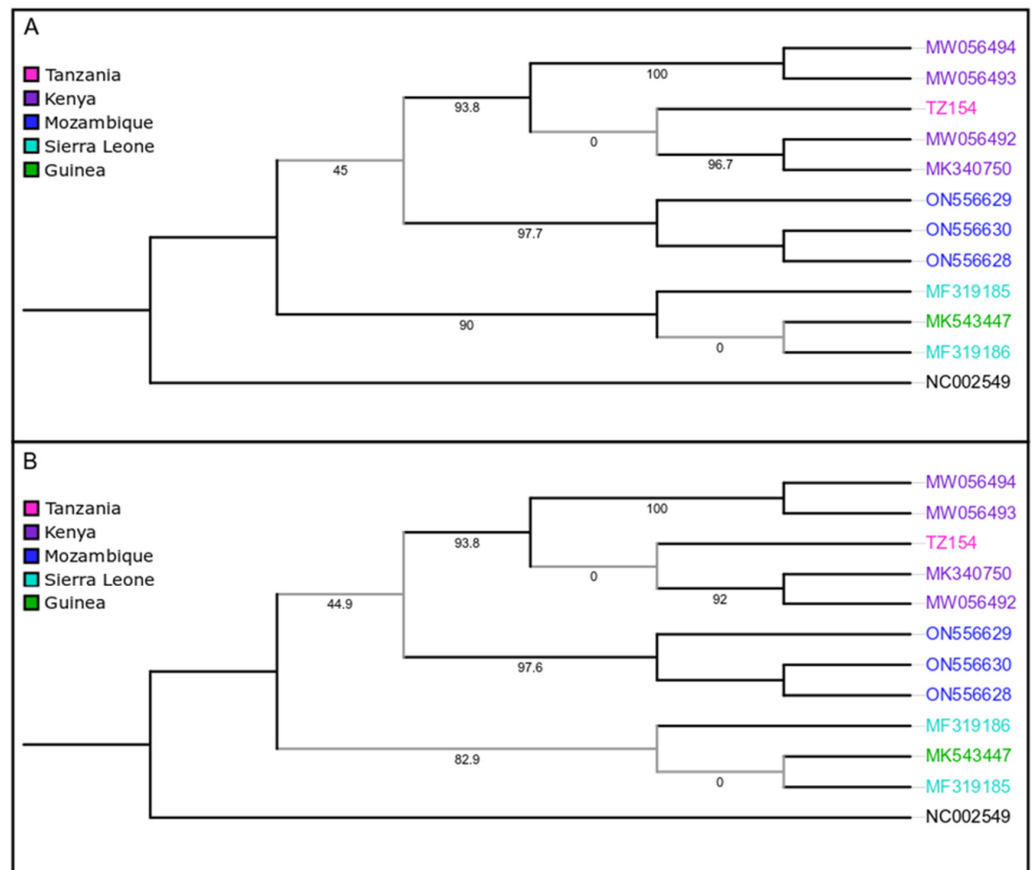 A
Tanzania
Kenya
Mozambique
Sierra Leone
Guinea
MW056494
100
MW056493
93.8
TZ154
0
MW056492
96.7
MK340750
45
ON556629
97.7
ON556630
ON556628
MF319185
90
MK543447
0
MF319186
NC002549
B
Tanzania
Kenya
Mozambique
Sierra Leone
Guinea
MW056494
100
MW056493
93.8
TZ154
0
MK340750
92
MW056492
44.9
ON556629
97.6
ON556630
ON556628
MF319186
82.9
MK543447
0
MF319185
NC002549